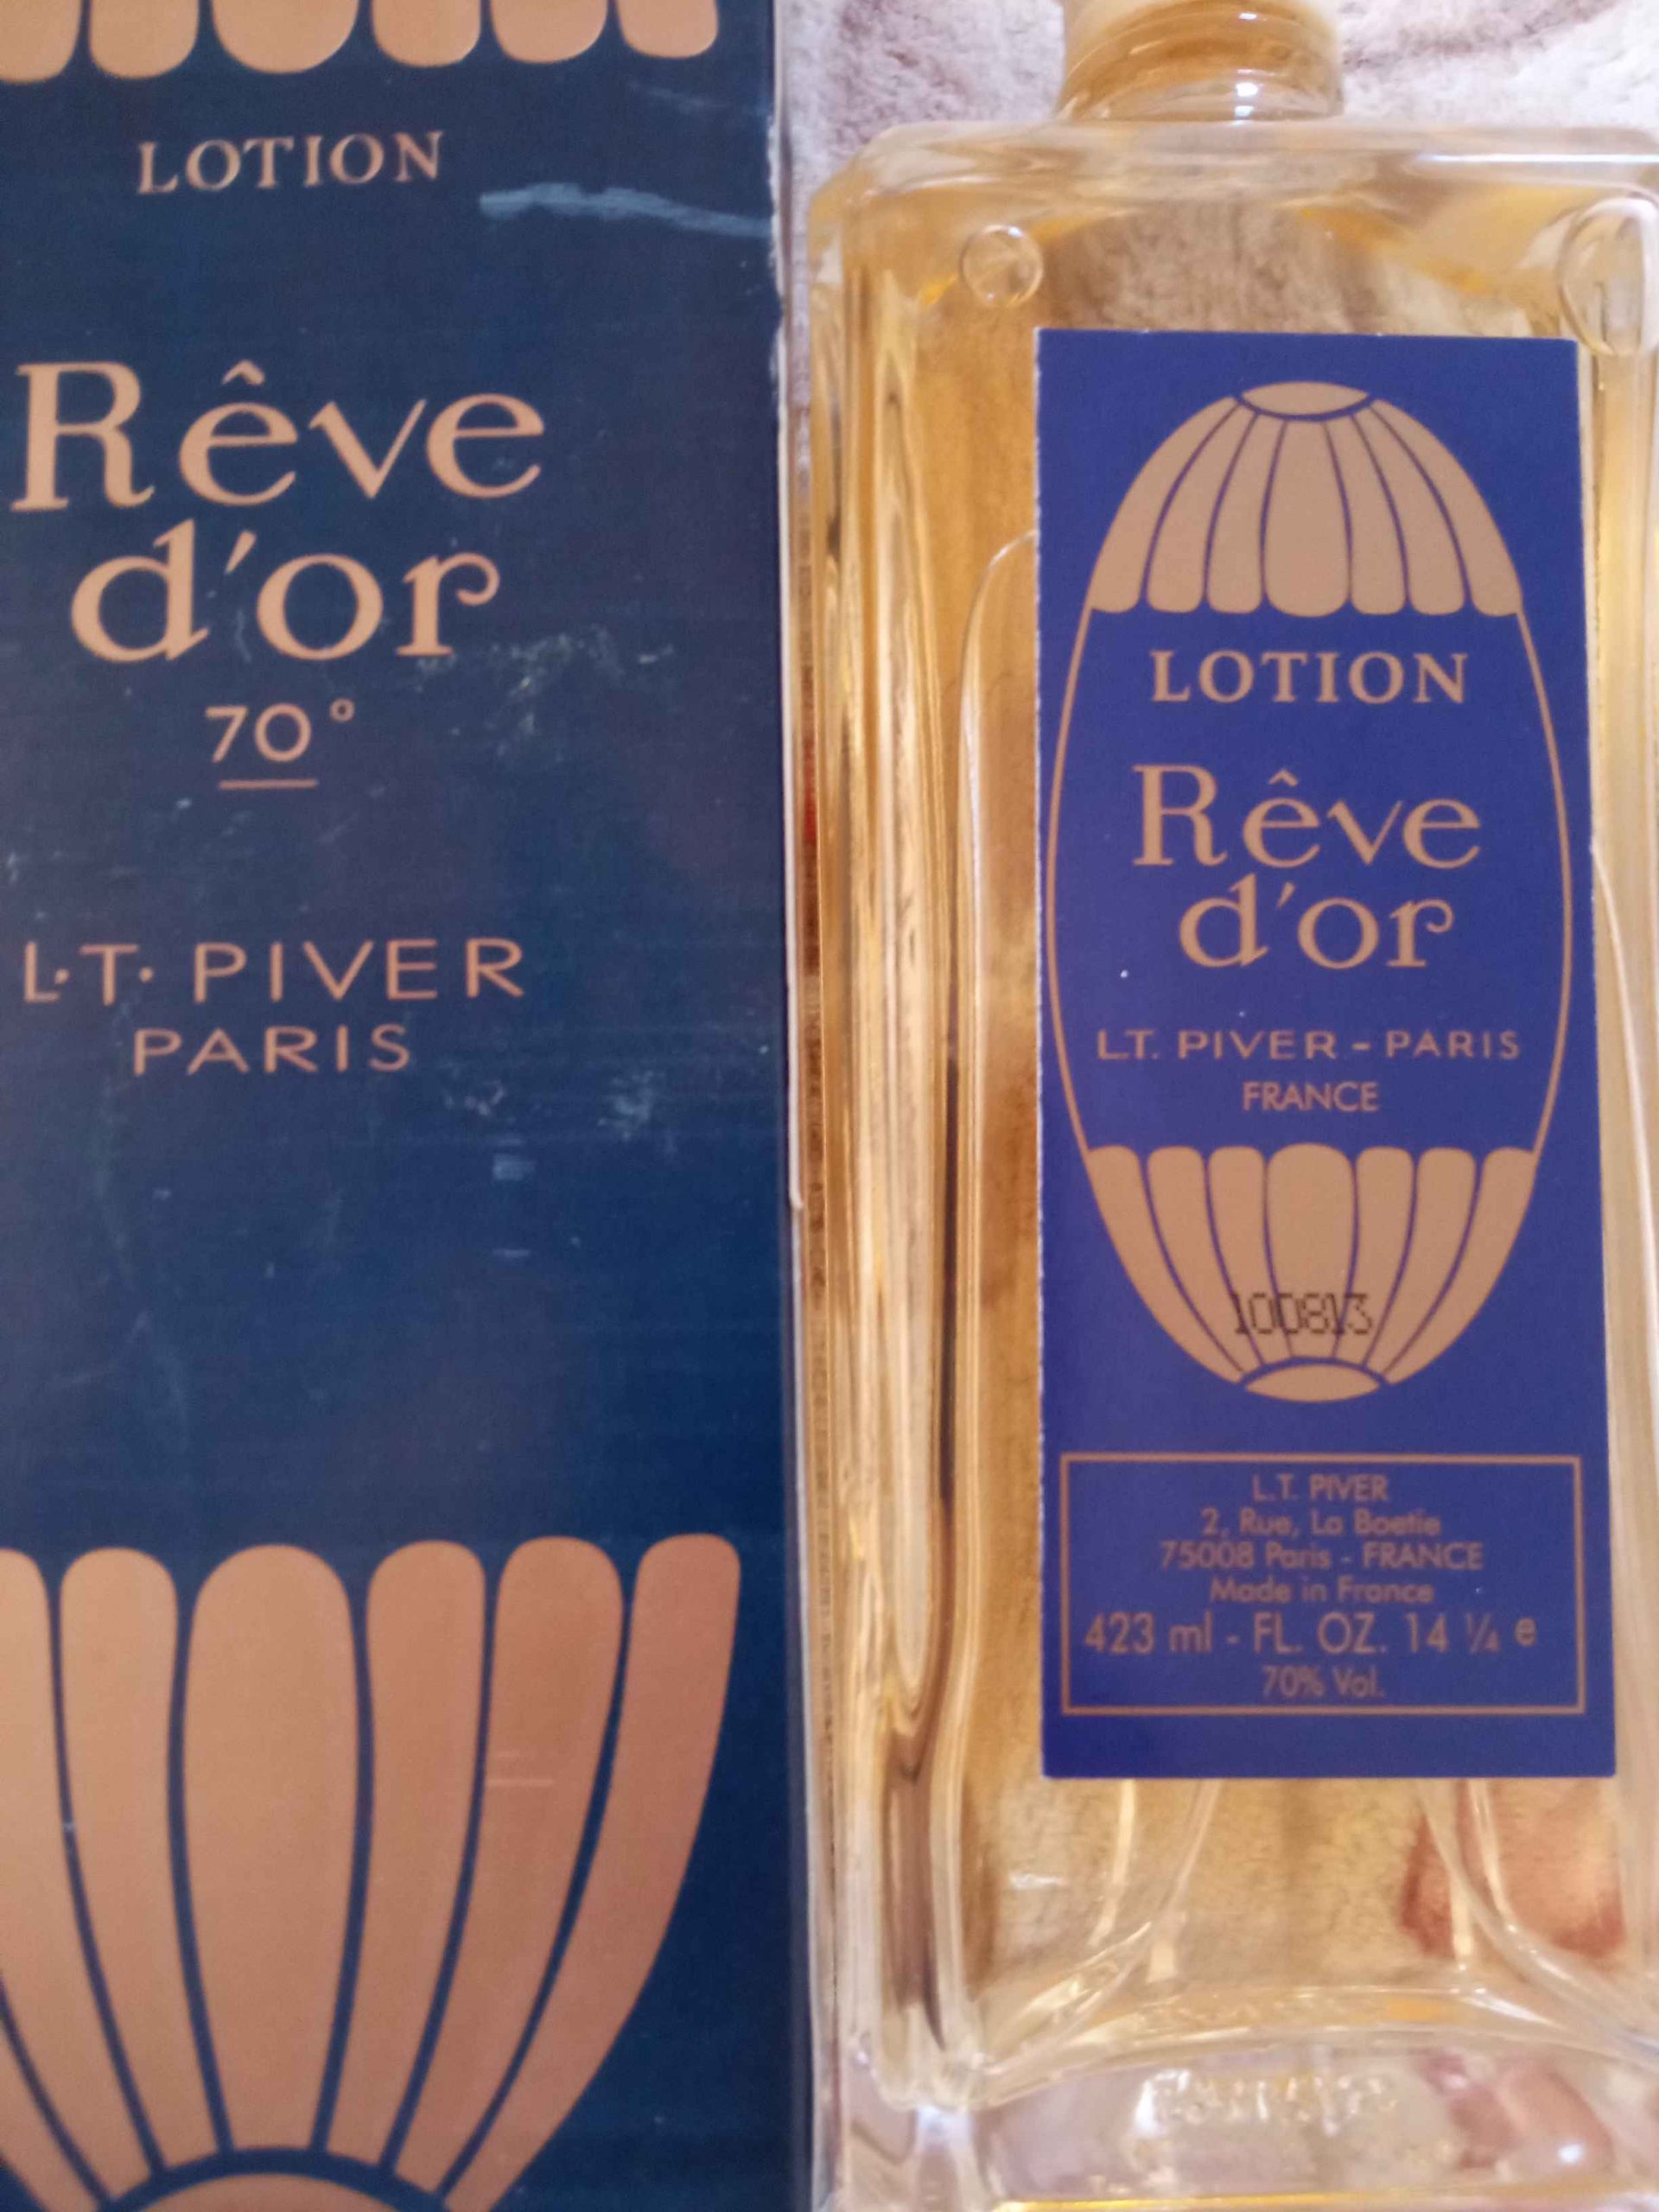 LOTION
Rêve
d'or
70°
L.T. PIVER
PARIS
LOTION
Rêve
d'or
L.T. PIVER - PARIS
FRANCE
100813
L.T. PIVER
2, Rue, La Boetie
75008 Paris - FRANCE
Made in France
423 ml - FL. OZ. 14 ¼ e
70% Vol.